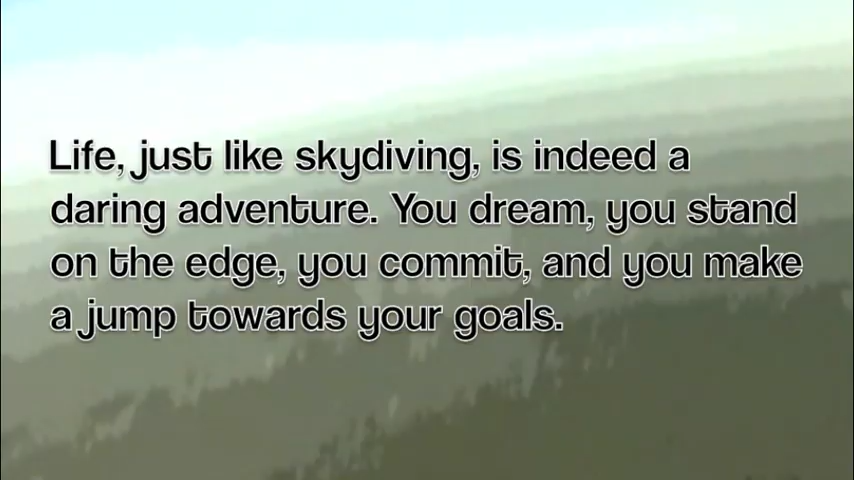 Life, just like skydiving, is indeed a
daring adventure. You dream, you stand
on the edge, you commit, and you make
a jump towards your goals.